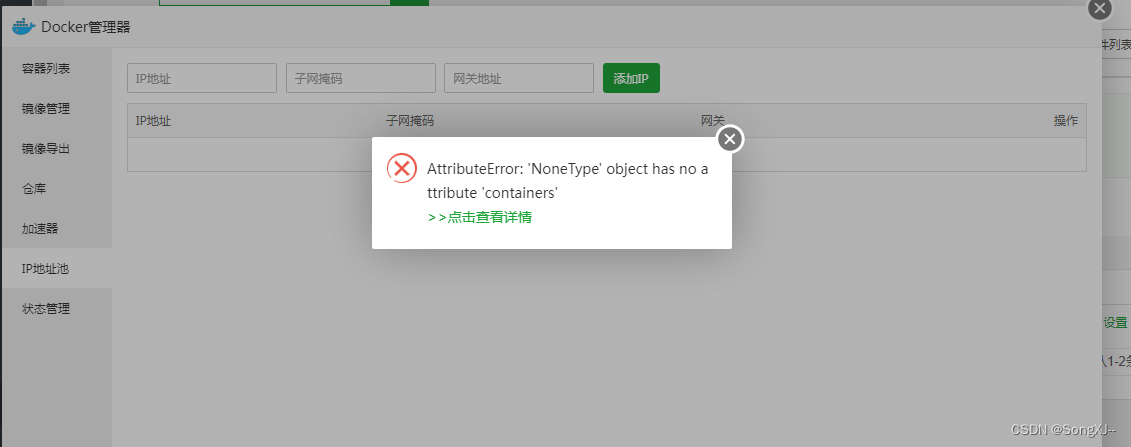 Docker管理器
容器列表
镜像管理
镜像导出
仓库
加速器
IP地址池
状态管理
IP地址
子网掩码
网关地址
添加IP
IP地址
子网掩码
网关
操作
AttributeError: 'NoneType' object has no a
ttribute 'containers'
>>点击查看详情
件列表
设置
1-2条
CSDN @SongXJ--